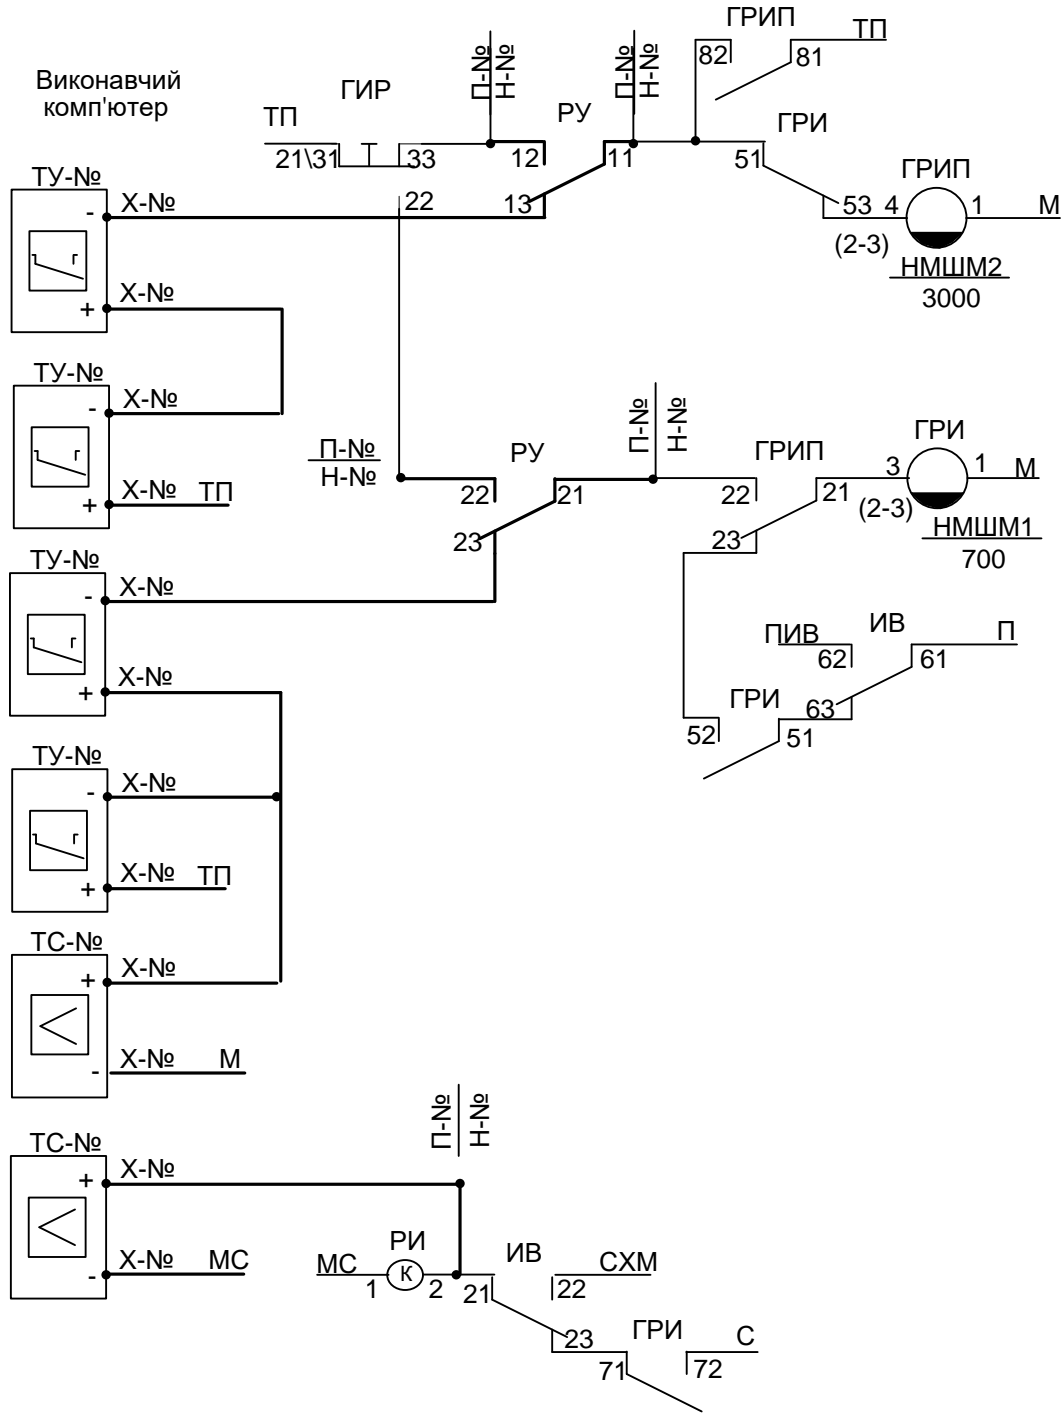 Виконавчий
комп'ютер
ГРИП
ТП
82
81
ГИР
П-№
Н-№
П-№
Н-№
ТП
РУ
ГРИ
21\31
33
12
11
51
ГРИП
ТУ-№
Х-№
-
22
13
53
4
1
М
(2-3)
НМШМ2
3000
Х-№
+
ТУ-№
Х-№
-
П-№
Н-№
П-№
Н-№
РУ
ГРИП
ГРИ
3
1
М
22
21
22
21
(2-3)
Х-№
ТП
+
23
23
НМШМ1
700
ТУ-№
Х-№
-
ПИВ
ИВ
П
62
61
Х-№
+
ГРИ
63
52
51
ТУ-№
Х-№
-
Х-№
ТП
+
ТС-№
Х-№
+
Х-№
М
-
П-№
Н-№
ТС-№
Х-№
+
РИ
ИВ
Х-№
МС
-
МС
К
СХМ
1
2
21
22
23
ГРИ
С
71
72